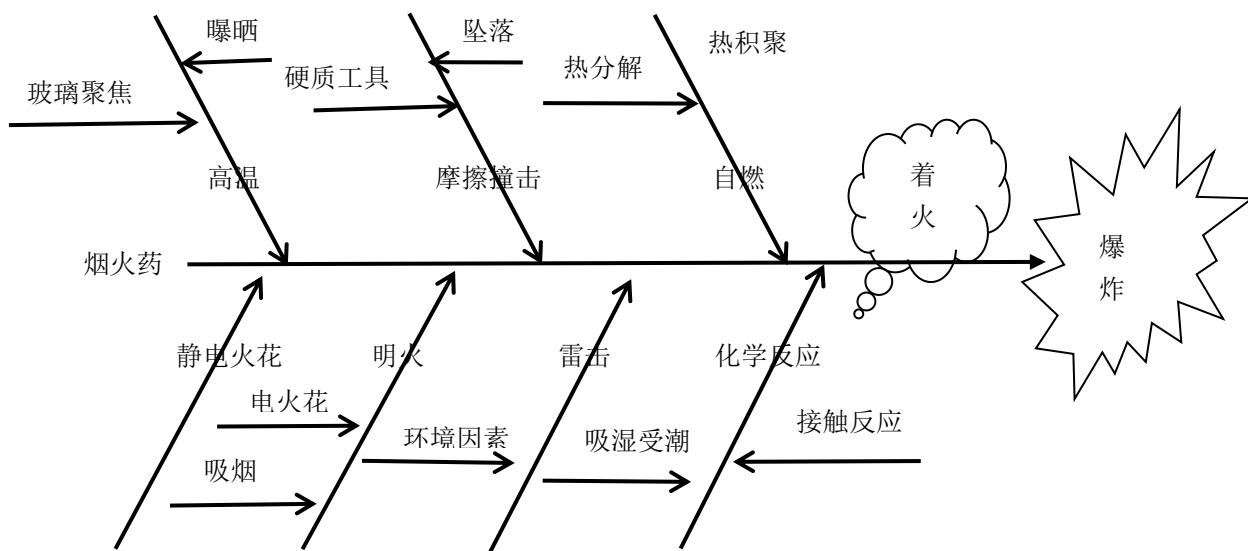 曝晒
坠落
热积聚
硬质工具
热分解
玻璃聚焦
高温
摩擦撞击
自燃
着
火
烟火药
爆
炸
静电火花
明火
雷击
化学反应
电火花
环境因素
吸湿受潮
接触反应
吸烟